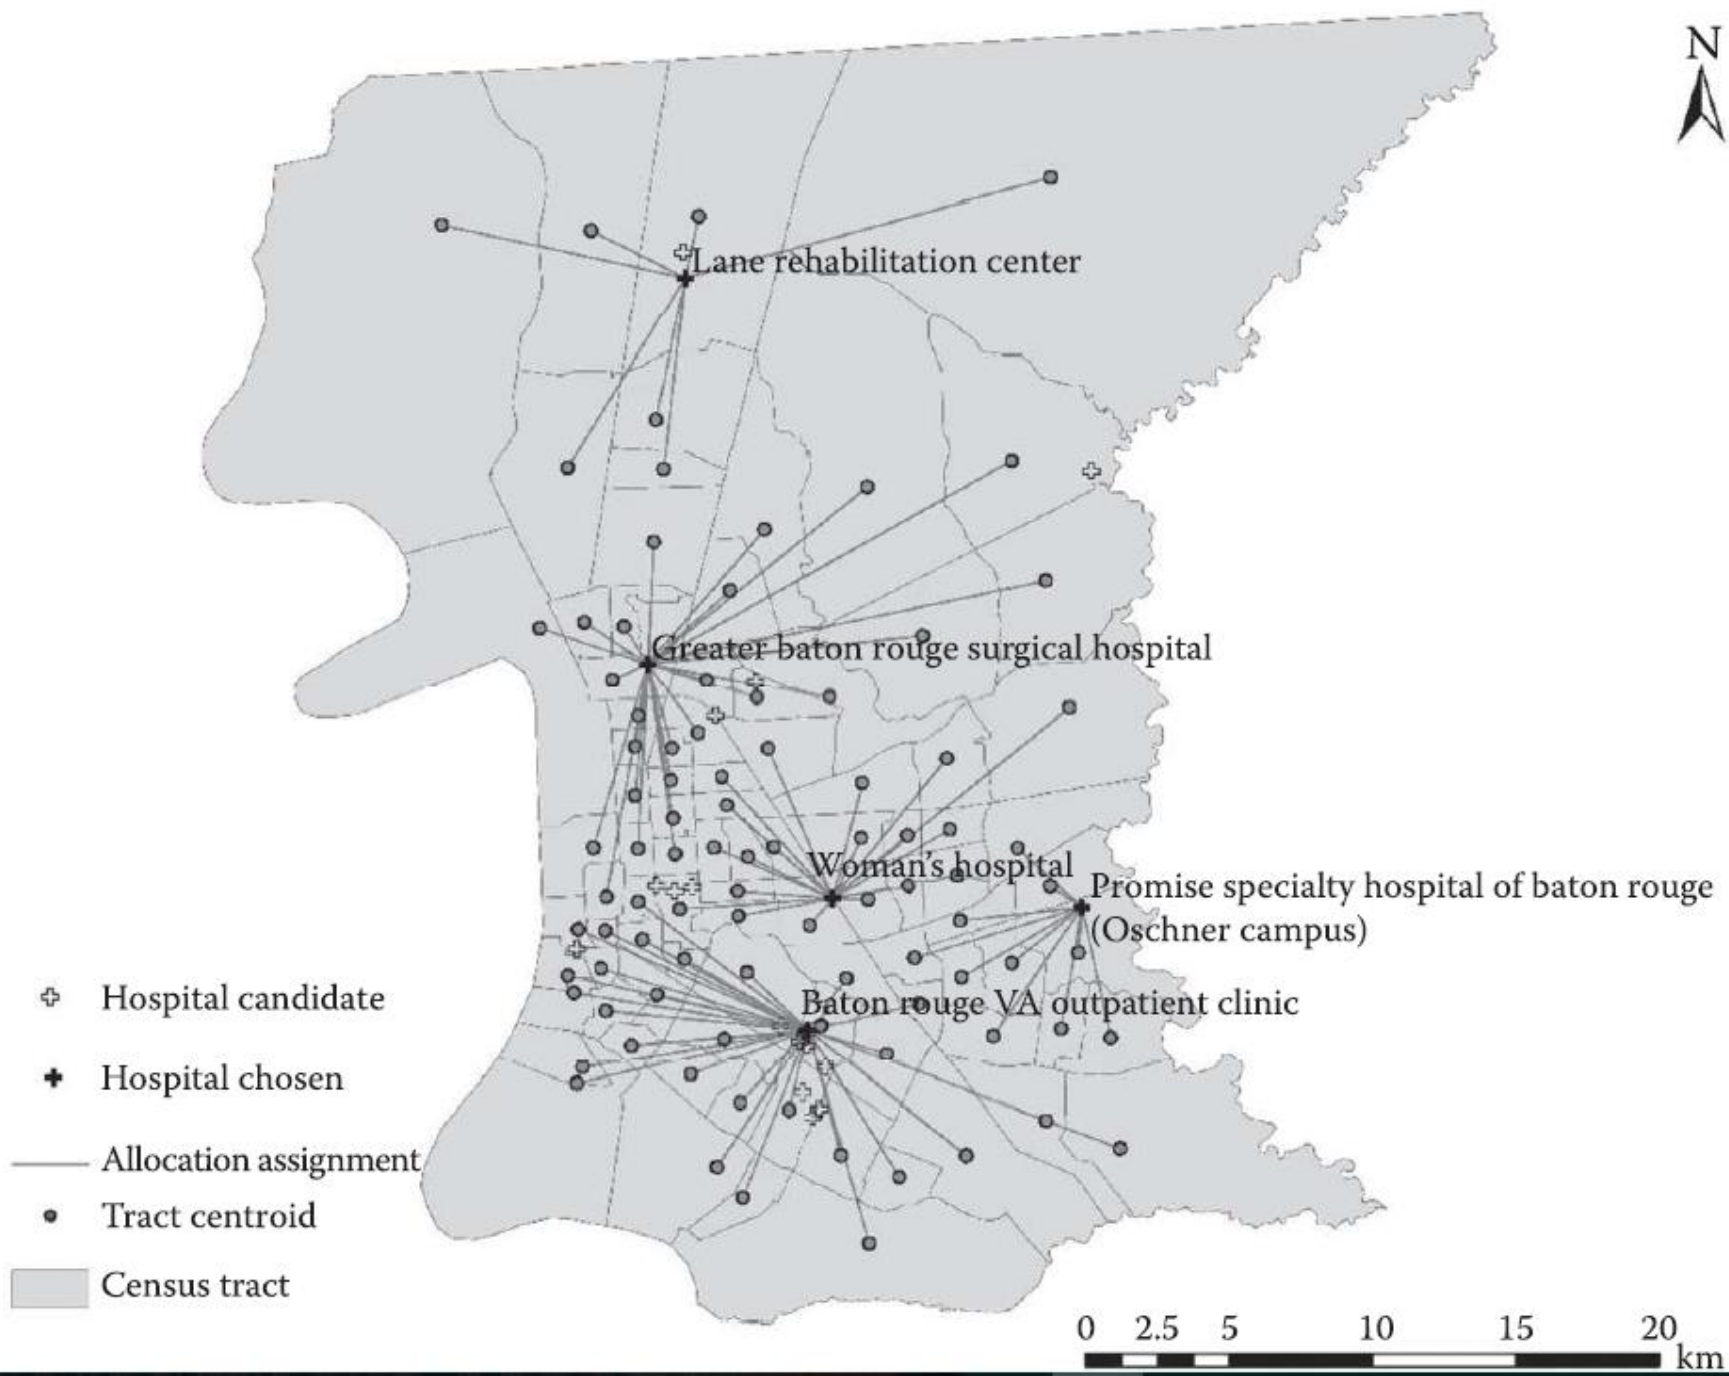 N
Lane rehabilitation center
Greater baton rouge surgical hospital
Woman's hospital
Promise specialty hospital of baton rouge
(Oschner campus)
Baton rouge VA outpatient clinic
Hospital candidate
Hospital chosen
Allocation assignment
Tract centroid
Census tract
0 2.5 5 10 15 20
km